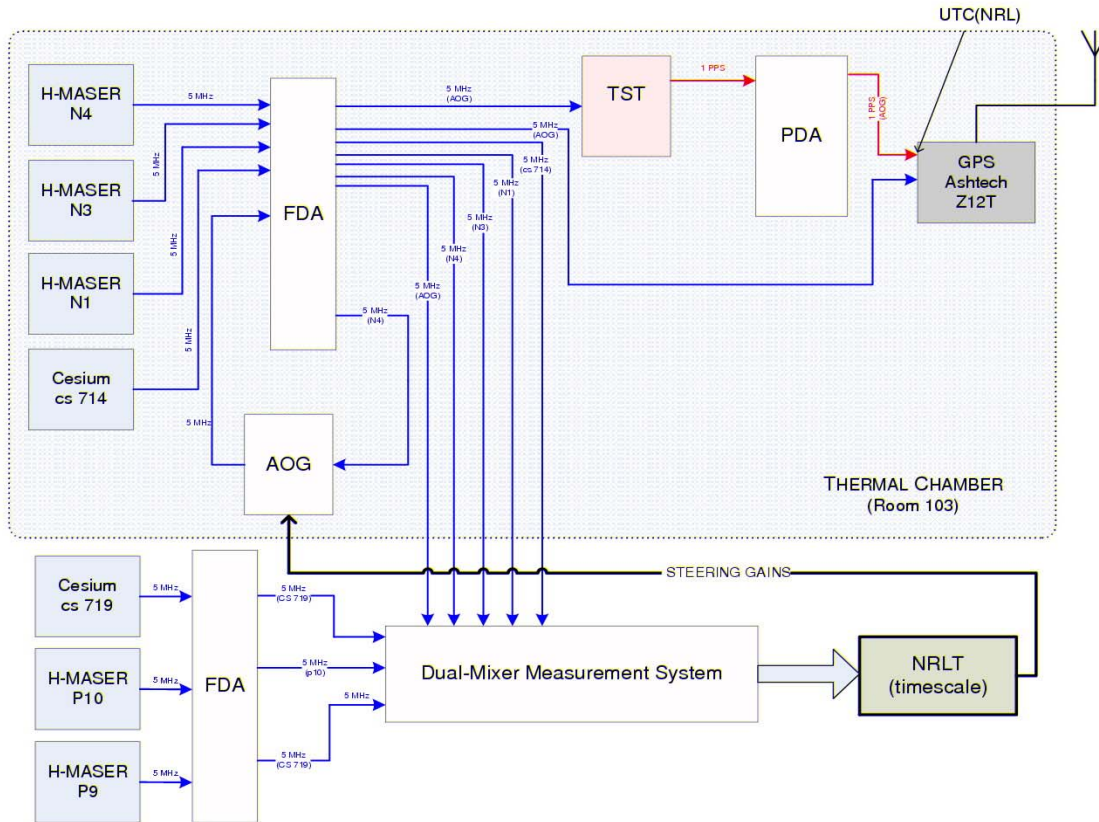 UTC(NRL)
H-MASER
N4
5 MHz
H-MASER
N3
5 MHz
H-MASER
N1
5 MHz
Cesium
cs 714
5 MHz
5 MHz
FDA
5 MHz
(AOG)
5 MHz
(AOG)
5 MHz
(cs 714)
5 MHz
(N1)
5 MHz
(N3)
5 MHz
(N4)
5 MHz
(AOG)
5 MHz
(N4)
TST
1 PPS
PDA
1 PPS
(AOG)
GPS
Ashtech
Z12T
5 MHz
AOG
THERMAL CHAMBER
(Room 103)
STEERING GAINS
Cesium
cs 719
5 MHz
H-MASER
P10
5 MHz
H-MASER
P9
5 MHz
FDA
5 MHz
(CS 719)
5 MHz
(p10)
5 MHz
5 MHz
(CS 719)
Dual-Mixer Measurement System
NRLT
(timescale)